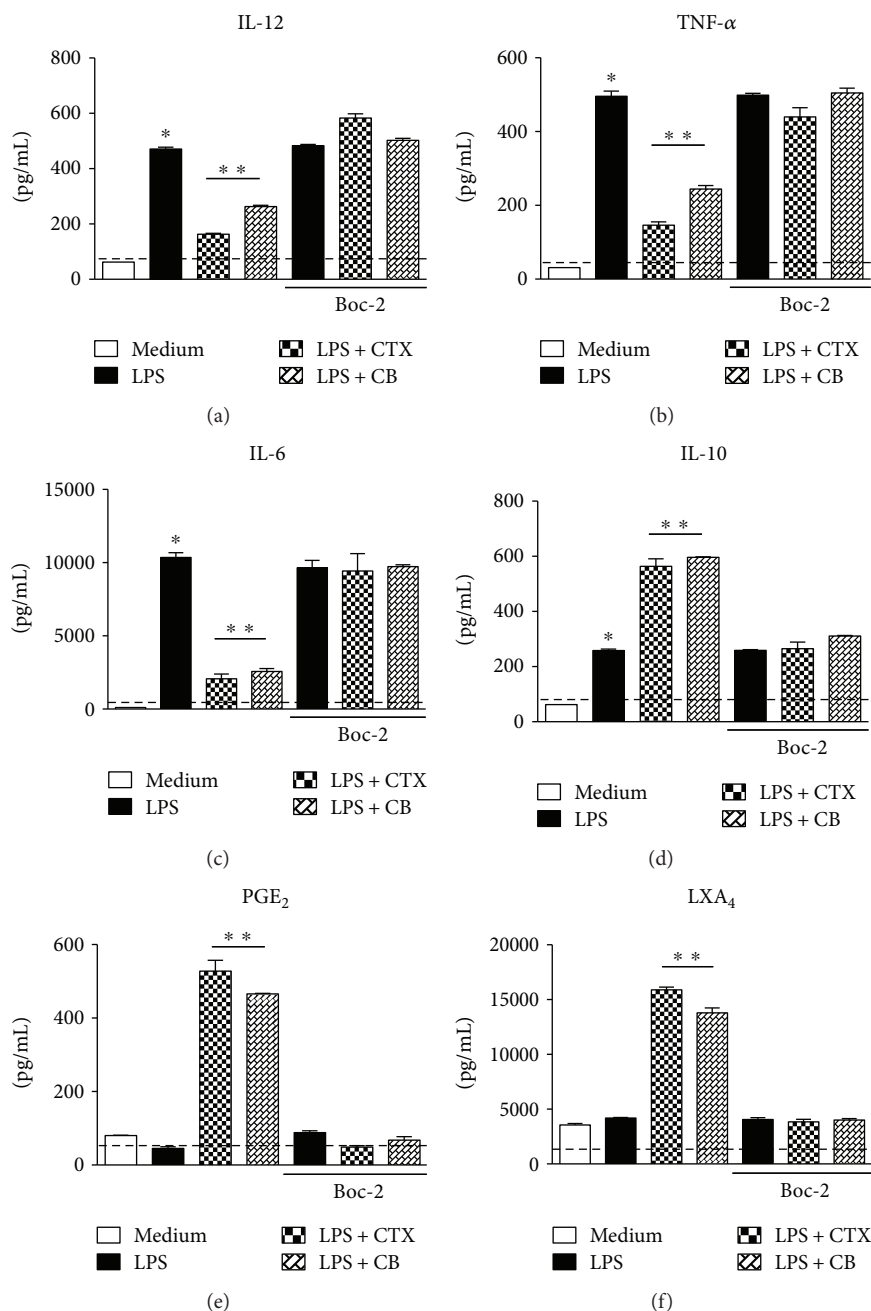 IL-12
(pg/mL)
800
600
400
200
0
*
* *
Boc-2
Medium
LPS
LPS + CTX
LPS + CB
(a)
TNF-α
(pg/mL)
600
400
200
0
*
* *
Boc-2
Medium
LPS
LPS + CTX
LPS + CB
(b)
IL-6
(pg/mL)
15000
10000
5000
0
*
* *
Boc-2
Medium
LPS
LPS + CTX
LPS + CB
(c)
IL-10
(pg/mL)
800
600
400
200
0
*
* *
Boc-2
Medium
LPS
LPS + CTX
LPS + CB
(d)
PGE₂
(pg/mL)
600
400
200
0
* *
Boc-2
Medium
LPS
LPS + CTX
LPS + CB
(e)
LXA₄
(pg/mL)
20000
15000
10000
5000
0
* *
Boc-2
Medium
LPS
LPS + CTX
LPS + CB
(f)